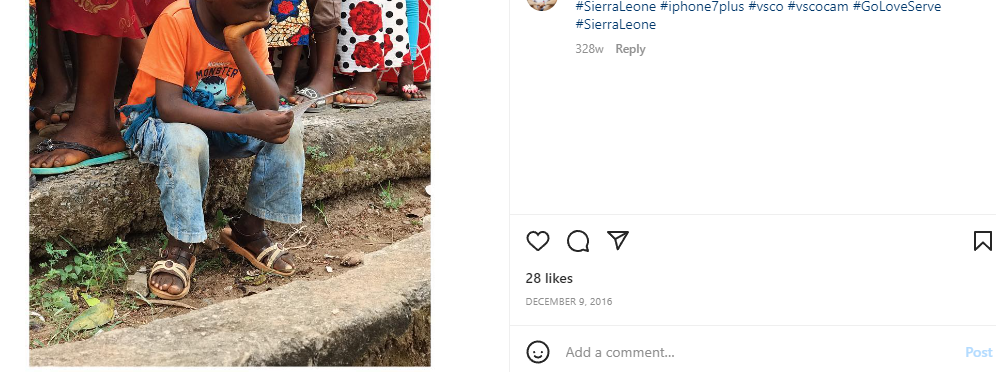 MONSTER
#SierraLeone #iphone7plus #vsco #vscocam #GoLoveServe
#SierraLeone
328w Reply
28 likes
DECEMBER 9, 2016
Add a comment...
Post